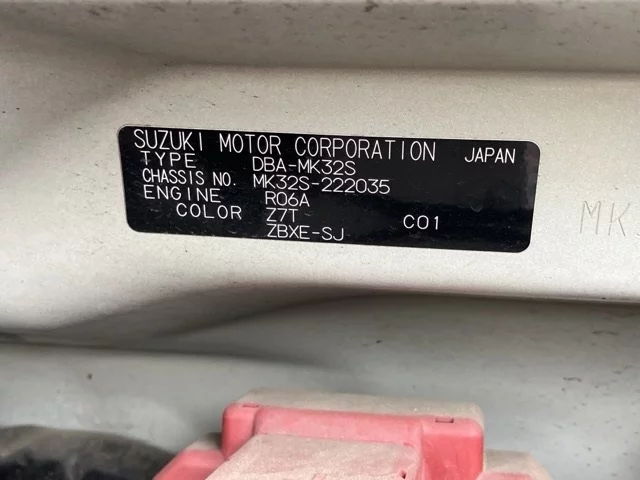 SUZUKI MOTOR CORPORATION JAPAN
TYPE DBA-MK32S
CHASSIS NO. MK32S-222035
ENGINE R06A
COLOR Z7T C01
ZBXE-SJ
MK